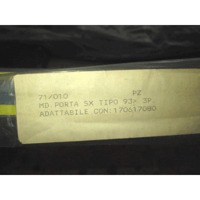 71/010 PZ
MD PORTA SX TIPO 93> 3P.
ADATTABILE CON:170617080